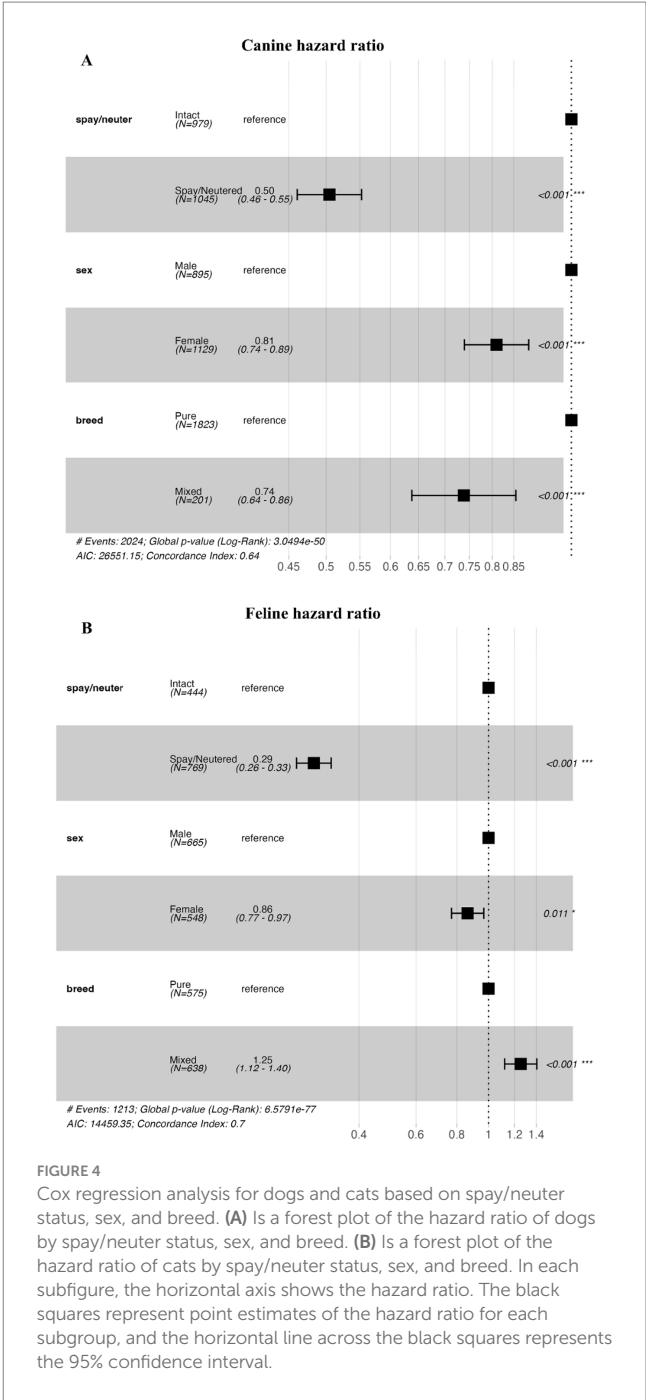 Canine hazard ratio
A
spay/neuter Intact (N=979) reference
Spay/Neutered (N=1045) 0.50 (0.46 - 0.55) <0.001 ***
sex Male (N=895) reference
Female (N=1129) 0.81 (0.74 - 0.89) <0.001 ***
breed Pure (N=1823) reference
Mixed (N=201) 0.74 (0.64 - 0.86) <0.001 ***
# Events: 2024; Global p-value (Log-Rank): 3.0494e-50
AIC: 26551.15; Concordance Index: 0.64
0.45 0.5 0.55 0.6 0.65 0.7 0.75 0.8 0.85
Feline hazard ratio
B
spay/neuter Intact (N=444) reference
Spay/Neutered (N=769) 0.29 (0.26 - 0.33) <0.001 ***
sex Male (N=665) reference
Female (N=548) 0.86 (0.77 - 0.97) 0.011 *
breed Pure (N=575) reference
Mixed (N=638) 1.25 (1.12 - 1.40) <0.001 ***
# Events: 1213; Global p-value (Log-Rank): 6.5791e-77
AIC: 14459.35; Concordance Index: 0.7
0.4 0.6 0.8 1 1.2 1.4
FIGURE 4
Cox regression analysis for dogs and cats based on spay/neuter
status, sex, and breed. (A) Is a forest plot of the hazard ratio of dogs
by spay/neuter status, sex, and breed. (B) Is a forest plot of the
hazard ratio of cats by spay/neuter status, sex, and breed. In each
subfigure, the horizontal axis shows the hazard ratio. The black
squares represent point estimates of the hazard ratio for each
subgroup, and the horizontal line across the black squares represents
the 95% confidence interval.